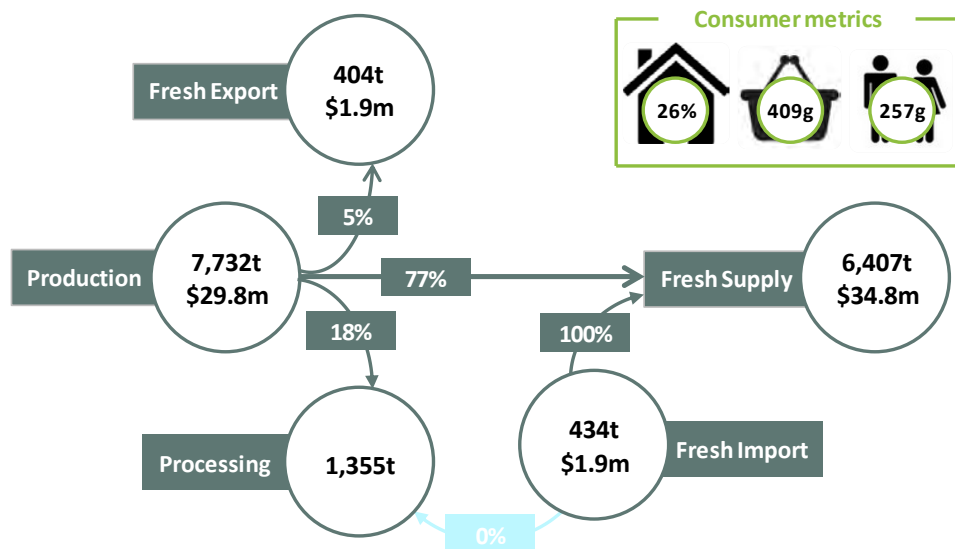 Consumer metrics
26%
409g
257g
Fresh Export
404t
$1.9m
5%
Production
7,732t
$29.8m
77%
Fresh Supply
6,407t
$34.8m
18%
100%
Processing
1,355t
434t
$1.9m
Fresh Import
0%